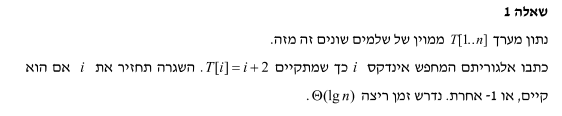 שאלה 1
נתון מערך T[1..n] ממוין של שלמים שונים זה מזה.
כתבו אלגוריתם המחפש אינדקס i כך שמתקיים T[i] = i + 2. השגרה תחזיר את i אם הוא
קיים, או 1- אחרת. נדרש זמן ריצה Θ(lg n).